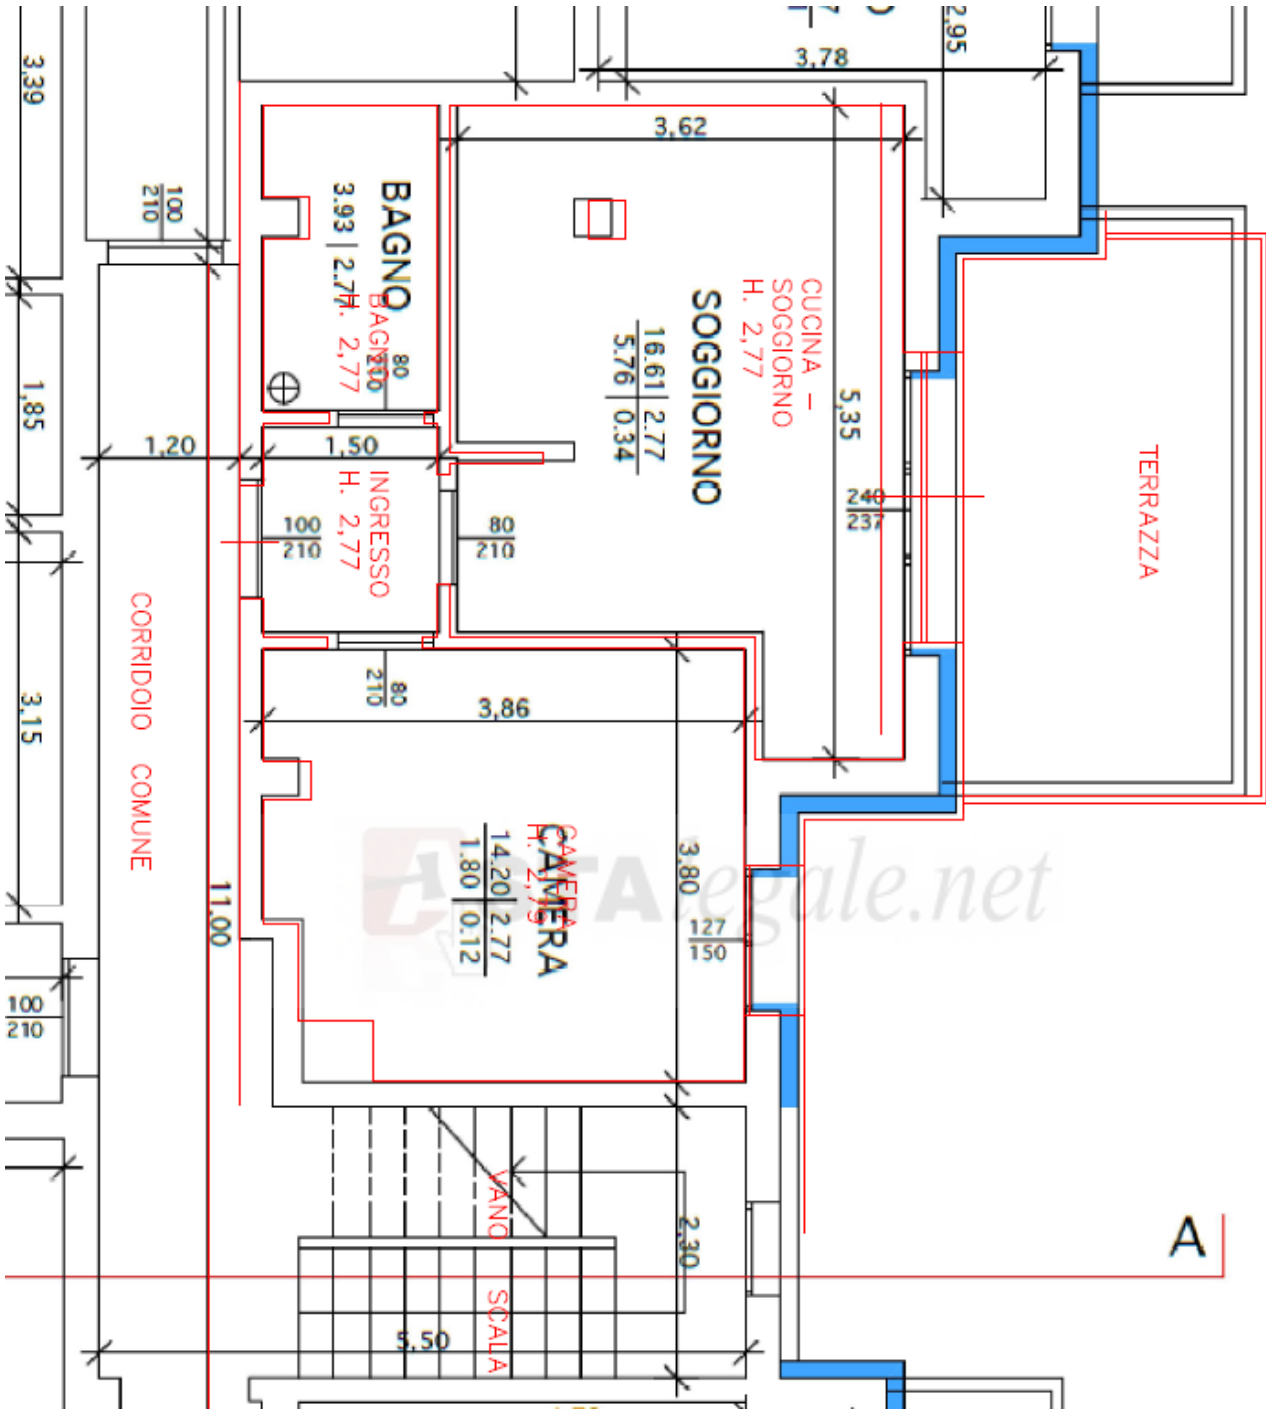 2,95
3,78
3,39
3,62
100
210
BAGNO
3.93 2.77
BAGNO
H. 2,77
80
210
CUCINA -
SOGGIORNO
H. 2,77
SOGGIORNO
16.61 2.77
5.76 0.34
5,35
1,85
1,20
1,50
INGRESSO
H. 2,77
100
210
80
210
240
237
TERRAZZA
CORRIDOIO COMUNE
80
210
3,86
3,15
CAMERA
H. 2,79
CAMERA
14.20 2.77
1.80 0.12
3,80
127
150
ASTAlegale.net
11,00
100
210
VANO SCALA
2,30
A
5,50